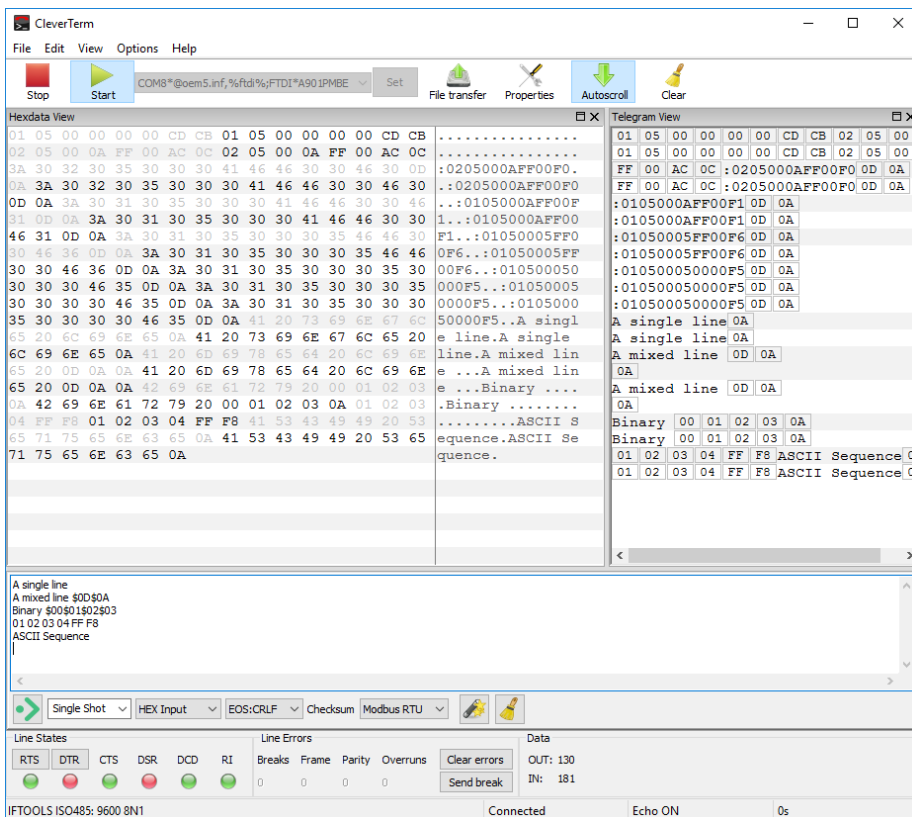 CleverTerm
File Edit View Options Help
COM8*@oem5.inf,%ftdi%;FTDI*A901PMBE Set
Stop Start File transfer Properties Autoscroll Clear
Hexdata View
01 05 00 00 00 00 CD CB 01 05 00 00 00 00 CD CB ................
02 05 00 0A FF 00 AC 0C 02 05 00 0A FF 00 AC 0C ................
3A 30 32 30 35 30 30 30 41 46 46 30 30 46 30 0D :0205000AFF00F0.
0A 3A 30 32 30 35 30 30 30 41 46 46 30 30 46 30 .:0205000AFF00F0
0D 0A 3A 30 31 30 35 30 30 30 41 46 46 30 30 46 ..:0105000AFF00F
31 0D 0A 3A 30 31 30 35 30 30 30 41 46 46 30 30 1..:0105000AFF00
46 31 0D 0A 3A 30 31 30 35 30 30 30 35 46 46 30 F1..:01050005FF0
30 46 36 0D 0A 3A 30 31 30 35 30 30 30 35 46 46 0F6..:01050005FF
30 30 46 36 0D 0A 3A 30 31 30 35 30 30 30 35 30 00F6..:010500050
30 30 30 46 35 0D 0A 3A 30 31 30 35 30 30 30 35 000F5..:01050005
30 30 30 30 46 35 0D 0A 3A 30 31 30 35 30 30 30 0000F5..:0105000
35 30 30 30 30 46 35 0D 0A 41 20 73 69 6E 67 6C 50000F5..A singl
65 20 6C 69 6E 65 0A 41 20 73 69 6E 67 6C 65 20 e line.A single
6C 69 6E 65 0A 41 20 6D 69 78 65 64 20 6C 69 6E line.A mixed lin
65 20 0D 0A 0A 41 20 6D 69 78 65 64 20 6C 69 6E e ...A mixed lin
65 20 0D 0A 0A 42 69 6E 61 72 79 20 00 01 02 03 e ...Binary ....
0A 42 69 6E 61 72 79 20 00 01 02 03 0A 01 02 03 .Binary ........
04 FF F8 01 02 03 04 FF F8 41 53 43 49 49 20 53 .........ASCII S
65 71 75 65 6E 63 65 0A 41 53 43 49 49 20 53 65 equence.ASCII Se
71 75 65 6E 63 65 0A quence.
Telegram View
01 05 00 00 00 00 CD CB 02 05 00
01 05 00 00 00 00 CD CB 02 05 00
FF 00 AC 0C :0205000AFF00F0 0D 0A
FF 00 AC 0C :0205000AFF00F0 0D 0A
:0105000AFF00F1 0D 0A
:0105000AFF00F1 0D 0A
:01050005FF00F6 0D 0A
:01050005FF00F6 0D 0A
:010500050000F5 0D 0A
:010500050000F5 0D 0A
A single line 0A
A single line 0A
A mixed line 0D 0A
0A
A mixed line 0D 0A
0A
Binary 00 01 02 03 0A
Binary 00 01 02 03 0A
01 02 03 04 FF F8 ASCII Sequence
01 02 03 04 FF F8 ASCII Sequence
A single line
A mixed line $0D$0A
Binary $00$01$02$03
01 02 03 04 FF F8
ASCII Sequence
Single Shot HEX Input EOS:CRLF Checksum Modbus RTU
Line States Line Errors Data
RTS DTR CTS DSR DCD RI Breaks Frame Parity Overruns Clear errors OUT: 130
0 0 0 0 Send break IN: 181
IFTOOLS ISO485: 9600 8N1 Connected Echo ON 0s